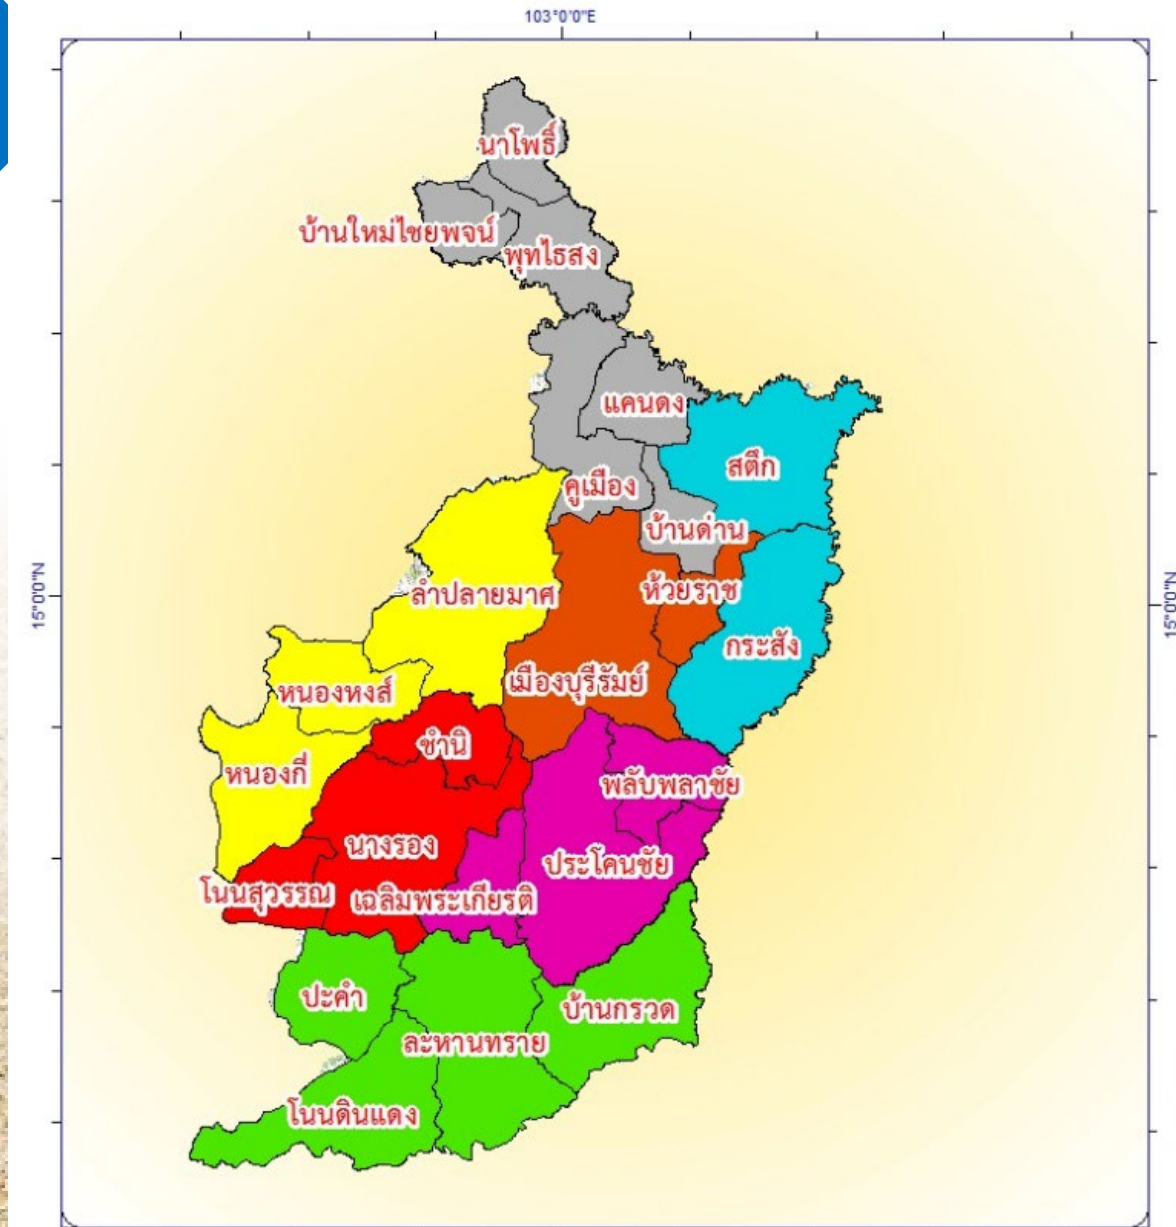 103°0'0"E
นาโพธิ์
บ้านใหม่ไชยพจน์
พุทไธสง
แคนดง
สตึก
คูเมือง
บ้านด่าน
ลำปลายมาศ
ห้วยราช
15°0'0"N
15°0'0"N
กระสัง
เมืองบุรีรัมย์
หนองหงส์
ชำนิ
หนองกี่
พลับพลาชัย
นางรอง
ประโคนชัย
โนนสุวรรณ
เฉลิมพระเกียรติ
ปะคำ
บ้านกรวด
ละหานทราย
โนนดินแดง